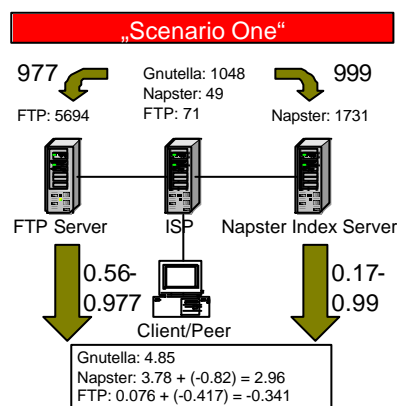 „Scenario One“
977
Gnutella: 1048
Napster: 49
FTP: 71
999
FTP: 5694
Napster: 1731
FTP Server
ISP
Napster Index Server
0.56-
0.977
0.17-
0.99
Client/Peer
Gnutella: 4.85
Napster: 3.78 + (-0.82) = 2.96
FTP: 0.076 + (-0.417) = -0.341